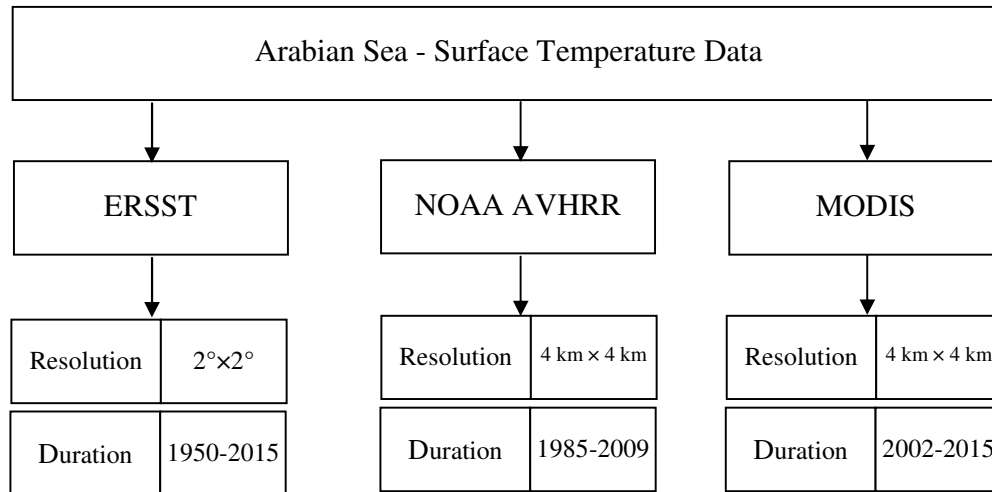 Arabian Sea - Surface Temperature Data
ERSST
NOAA AVHRR
MODIS
Resolution 2°×2°
Resolution 4 km × 4 km
Resolution 4 km × 4 km
Duration 1950-2015
Duration 1985-2009
Duration 2002-2015